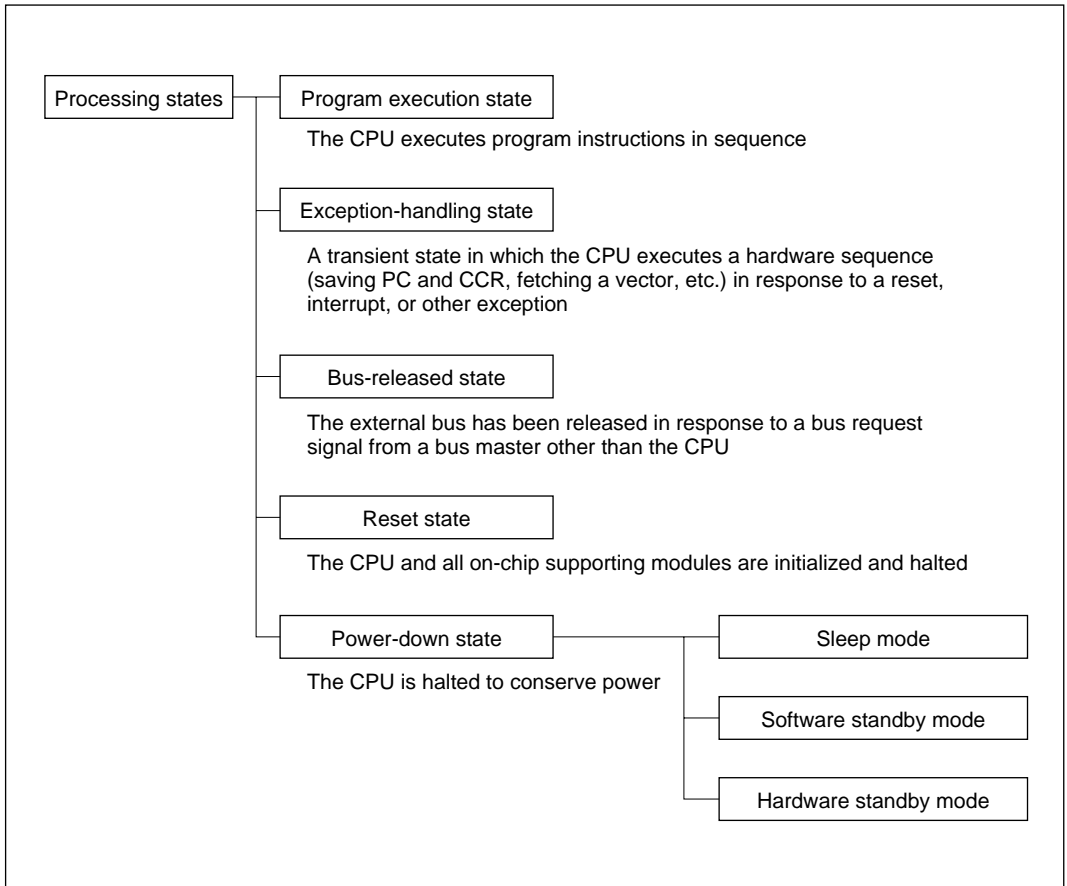 Processing states
Program execution state
The CPU executes program instructions in sequence
Exception-handling state
A transient state in which the CPU executes a hardware sequence
(saving PC and CCR, fetching a vector, etc.) in response to a reset,
interrupt, or other exception
Bus-released state
The external bus has been released in response to a bus request
signal from a bus master other than the CPU
Reset state
The CPU and all on-chip supporting modules are initialized and halted
Power-down state
The CPU is halted to conserve power
Sleep mode
Software standby mode
Hardware standby mode